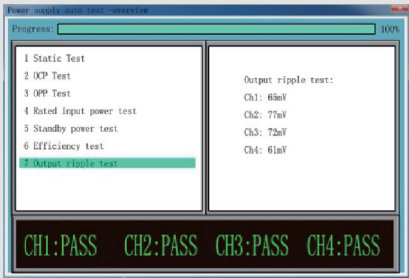 Power supply auto test -overview
Progress: 100%
1 Static Test
2 OCP Test
3 OPP Test
4 Rated input power test
5 Standby power test
6 Efficiency test
7 Output ripple test
Output ripple test:
Ch1: 65mV
Ch2: 77mV
Ch3: 72mV
Ch4: 61mV
CH1:PASS CH2:PASS CH3:PASS CH4:PASS